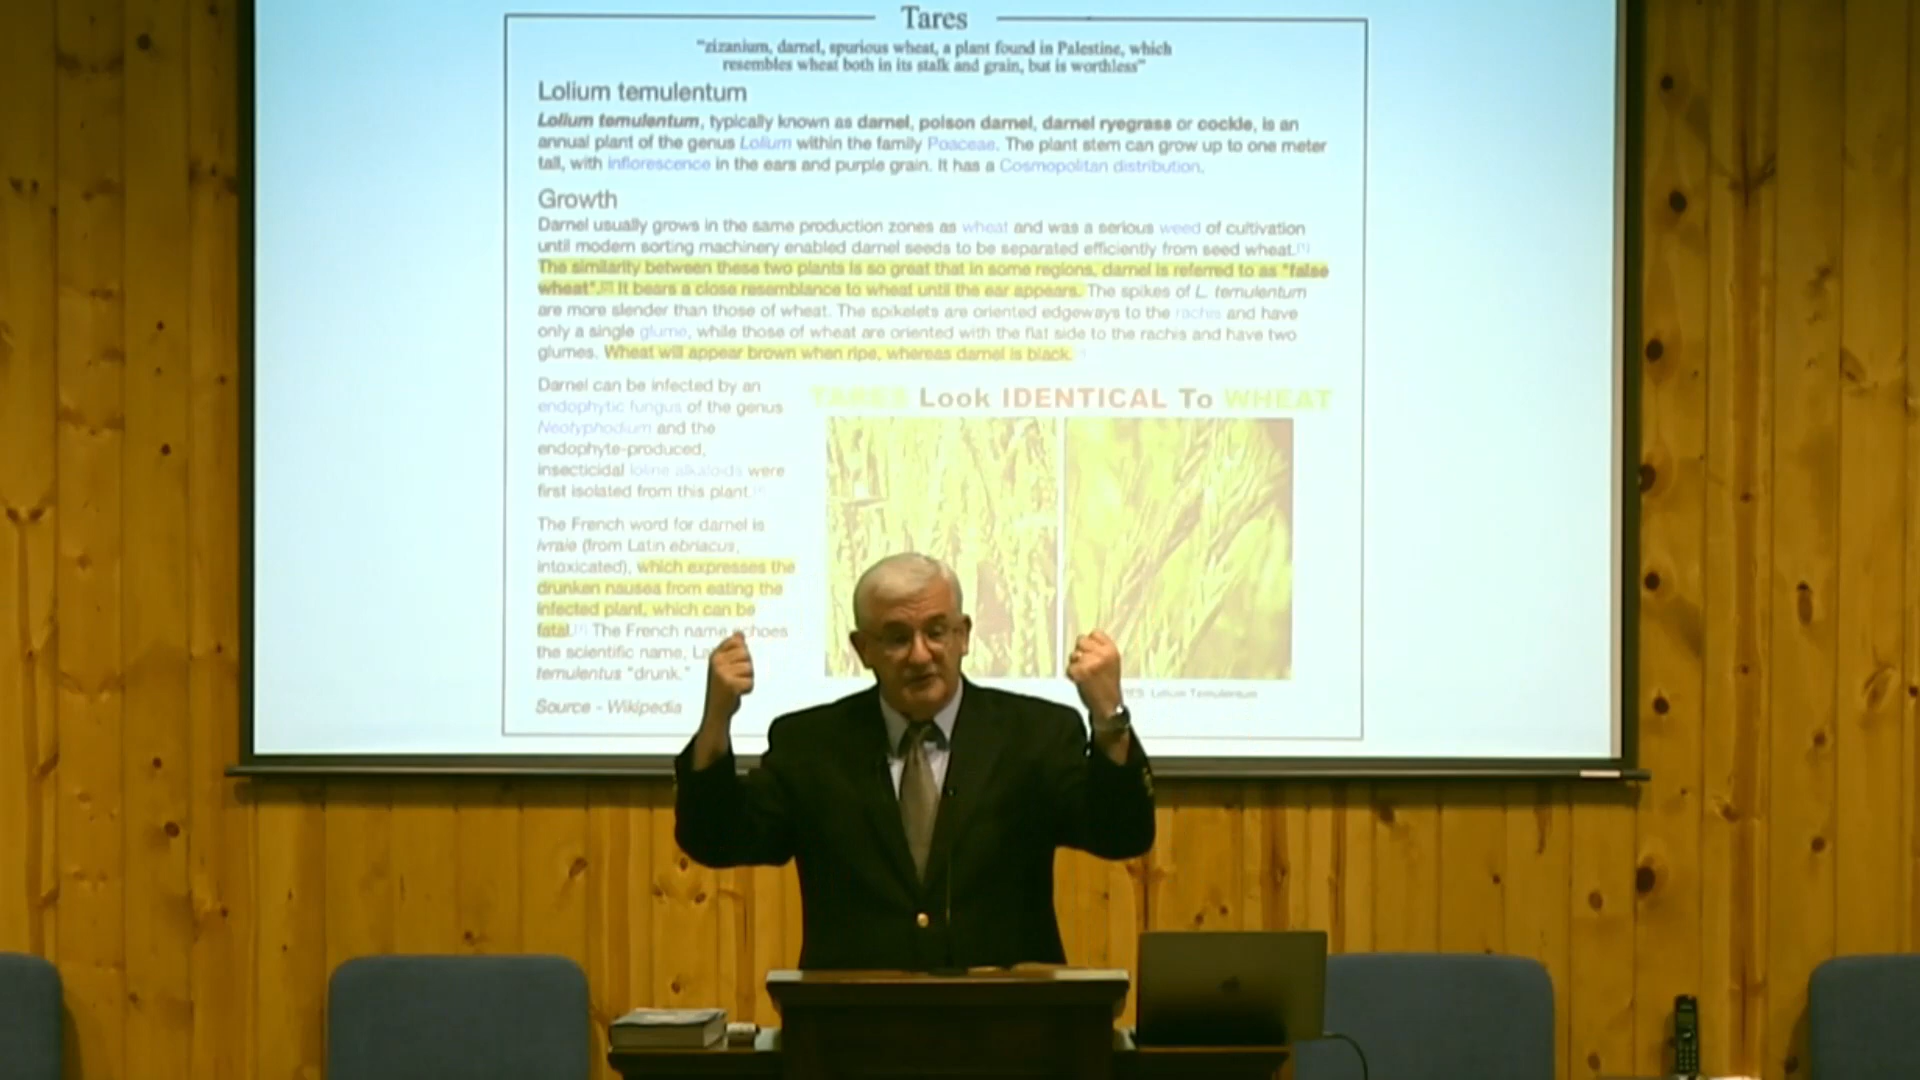 Tares
"zizanium, darnel, spurious wheat, a plant found in Palestine, which
resembles wheat both in its stalk and grain, but is worthless"
Lolium temulentum
Lolium temulentum, typically known as darnel, poison darnel, darnel ryegrass or cockle, is an
annual plant of the genus Lolium within the family Poaceae. The plant stem can grow up to one meter
tall, with inflorescence in the ears and purple grain. It has a Cosmopolitan distribution.
Growth
Darnel usually grows in the same production zones as wheat and was a serious weed of cultivation
until modern sorting machinery enabled darnel seeds to be separated efficiently from seed wheat.
The similarity between these two plants is so great that in some regions, darnel is referred to as "false
wheat". It bears a close resemblance to wheat until the ear appears. The spikes of L. temulentum
are more slender than those of wheat. The spikelets are oriented edgeways to the rachis and have
only a single glume, while those of wheat are oriented with the flat side to the rachis and have two
glumes. Wheat will appear brown when ripe, whereas darnel is black.
Darnel can be infected by an
endophytic fungus of the genus
Neotyphodium and the
endophyte-produced,
insecticidal loline alkaloids were
first isolated from this plant.
The French word for darnel is
ivraie (from Latin ebriacus,
intoxicated), which expresses the
drunken nausea from eating the
infected plant, which can be
fatal. The French name echoes
the scientific name,
temulentus "drunk."
Source - Wikipedia
TARES Look IDENTICAL To WHEAT
Lolium Temulentum